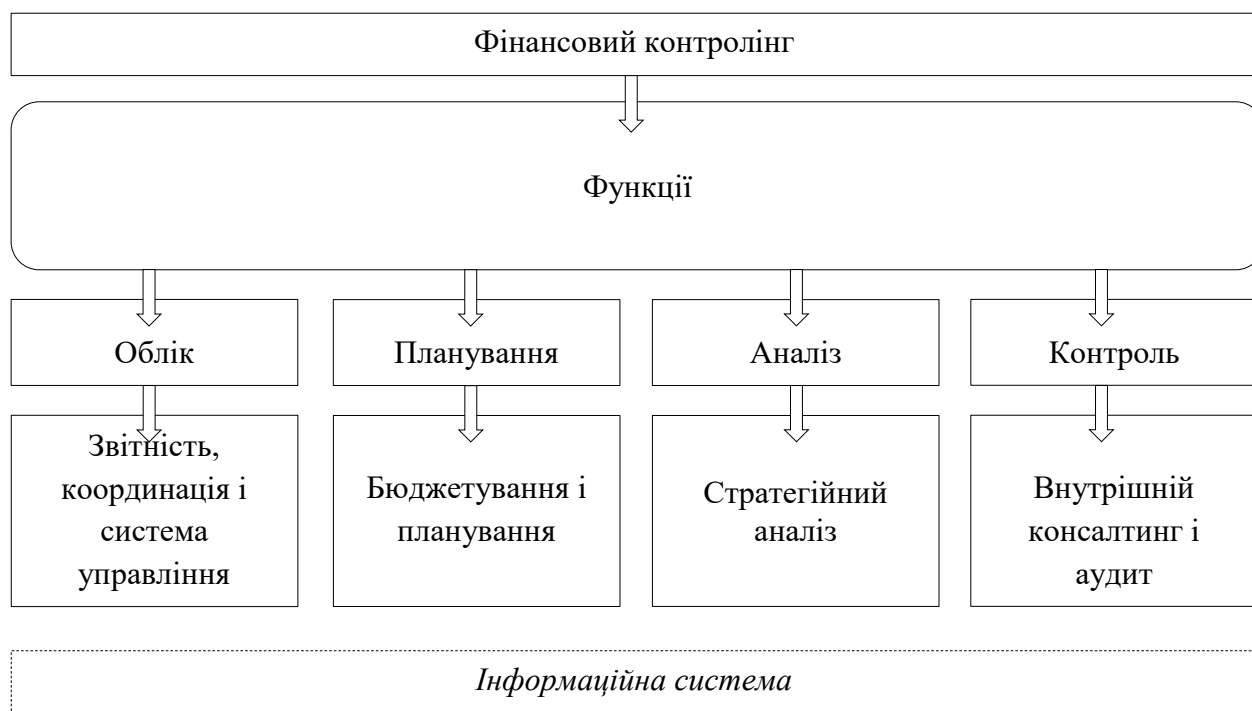 Фінансовий контролінг
Функції
Облік
Планування
Аналіз
Контроль
Звітність,
координація і
система
управління
Бюджетування і
планування
Стратегійний
аналіз
Внутрішній
консалтинг і
аудит
Інформаційна система